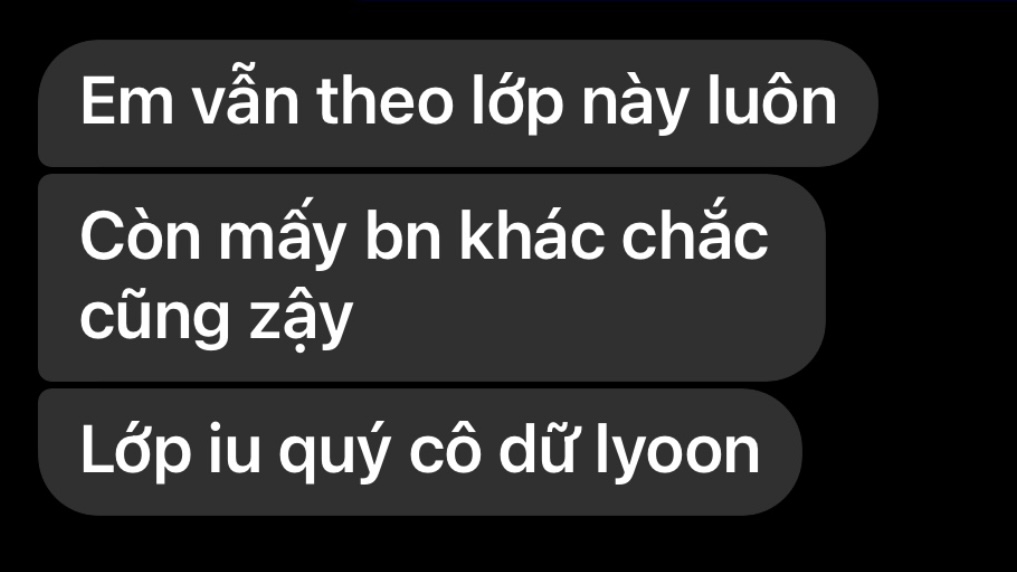 Em vẫn theo lớp này luôn
Còn mấy bn khác chắc
cũng zậy
Lớp iu quý cô dữ lyoon